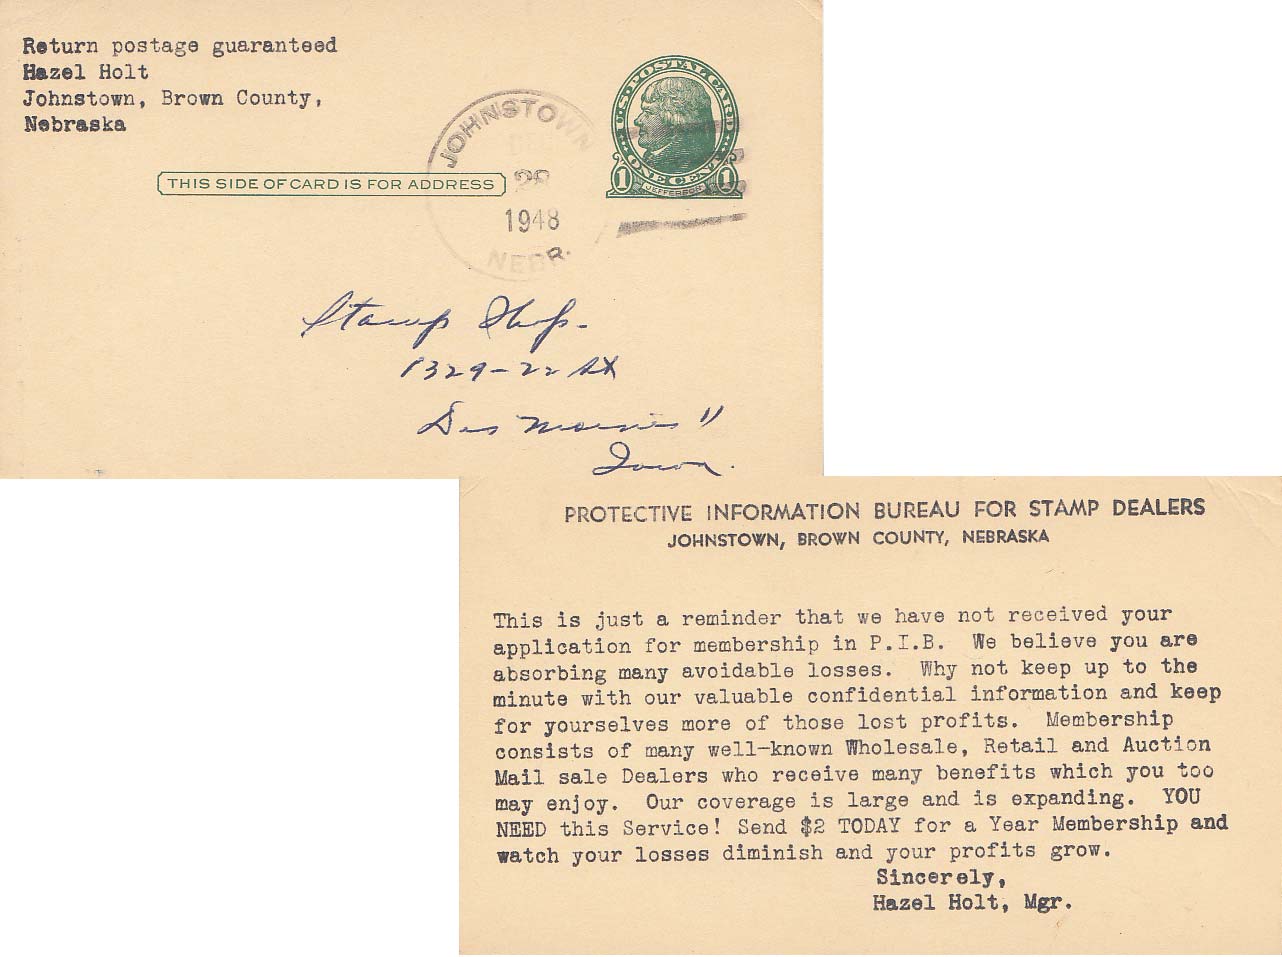 Return postage guaranteed
Hazel Holt
Johnstown, Brown County,
Nebraska
U.S. POSTAL CARD
ONE CENT
1 JEFFERSON 1
THIS SIDE OF CARD IS FOR ADDRESS
JOHNSTOWN
DEC
28
1948
NEBR.
Stamp Shop-
1329-22 St
Des Moines 11
Iowa.
PROTECTIVE INFORMATION BUREAU FOR STAMP DEALERS
JOHNSTOWN, BROWN COUNTY, NEBRASKA
This is just a reminder that we have not received your
application for membership in P.I.B. We believe you are
absorbing many avoidable losses. Why not keep up to the
minute with our valuable confidential information and keep
for yourselves more of those lost profits. Membership
consists of many well-known Wholesale, Retail and Auction
Mail sale Dealers who receive many benefits which you too
may enjoy. Our coverage is large and is expanding. YOU
NEED this Service! Send $2 TODAY for a Year Membership and
watch your losses diminish and your profits grow.
Sincerely,
Hazel Holt, Mgr.